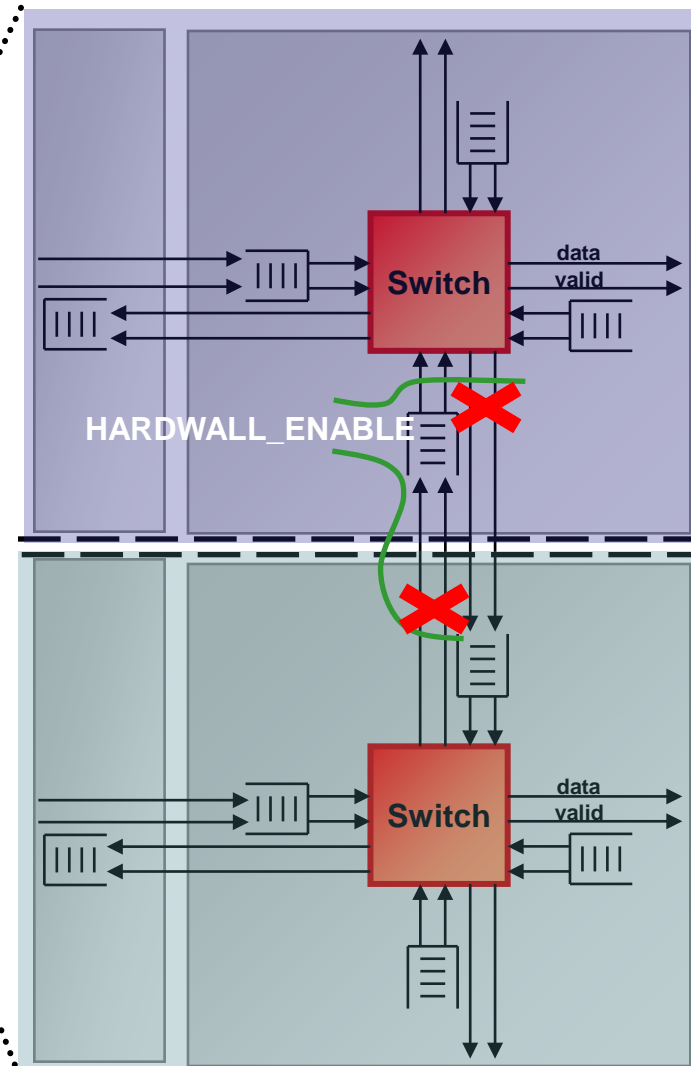 data
Switch
valid
HARDWALL_ENABLE
data
Switch
valid